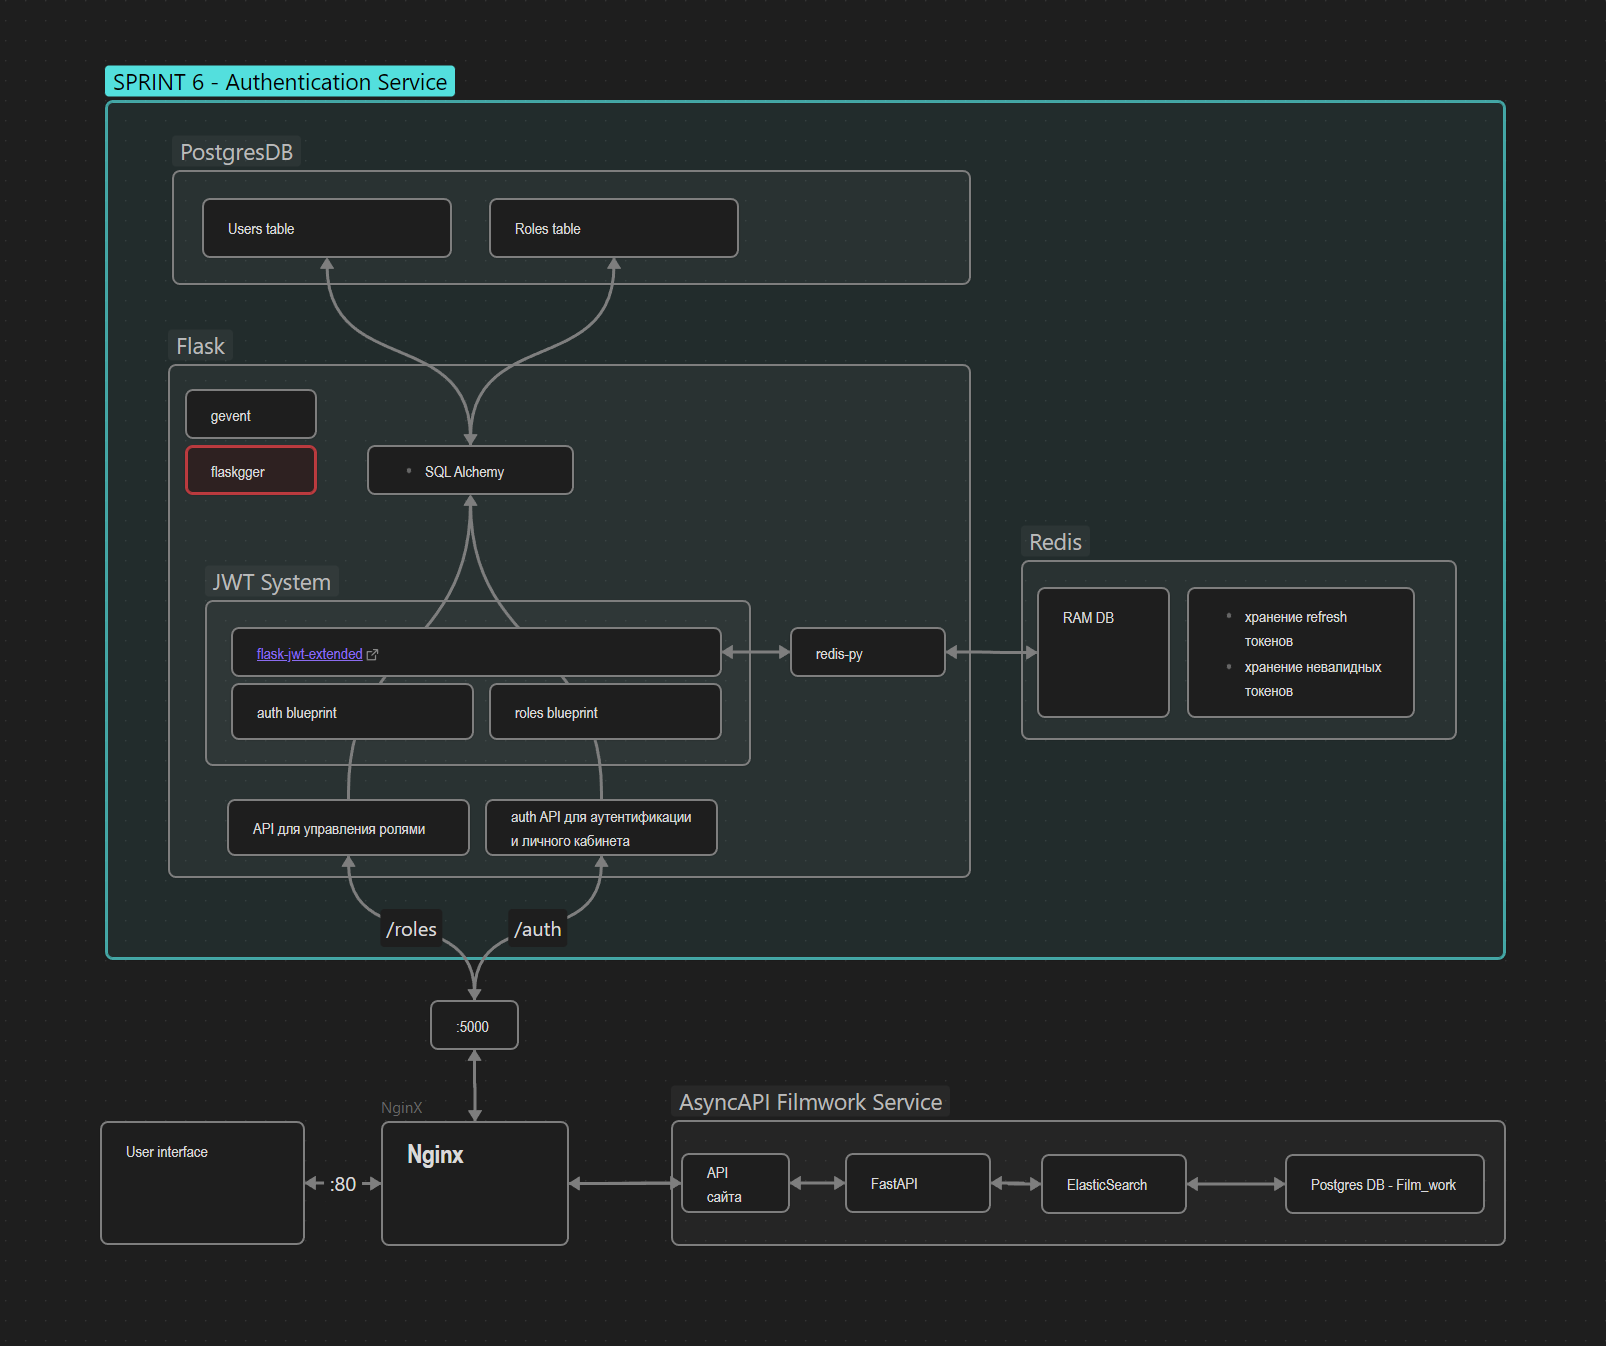 SPRINT 6 - Authentication Service
PostgresDB
Users table
Roles table
Flask
gevent
flaskgger
SQL Alchemy
JWT System
flask-jwt-extended
auth blueprint
roles blueprint
redis-py
Redis
RAM DB
хранение refresh
токенов
хранение невалидных
токенов
API для управления ролями
auth API для аутентификации
и личного кабинета
/roles
/auth
:5000
User interface
:80
NginX
Nginx
AsyncAPI Filmwork Service
API
сайта
FastAPI
ElasticSearch
Postgres DB - Film_work